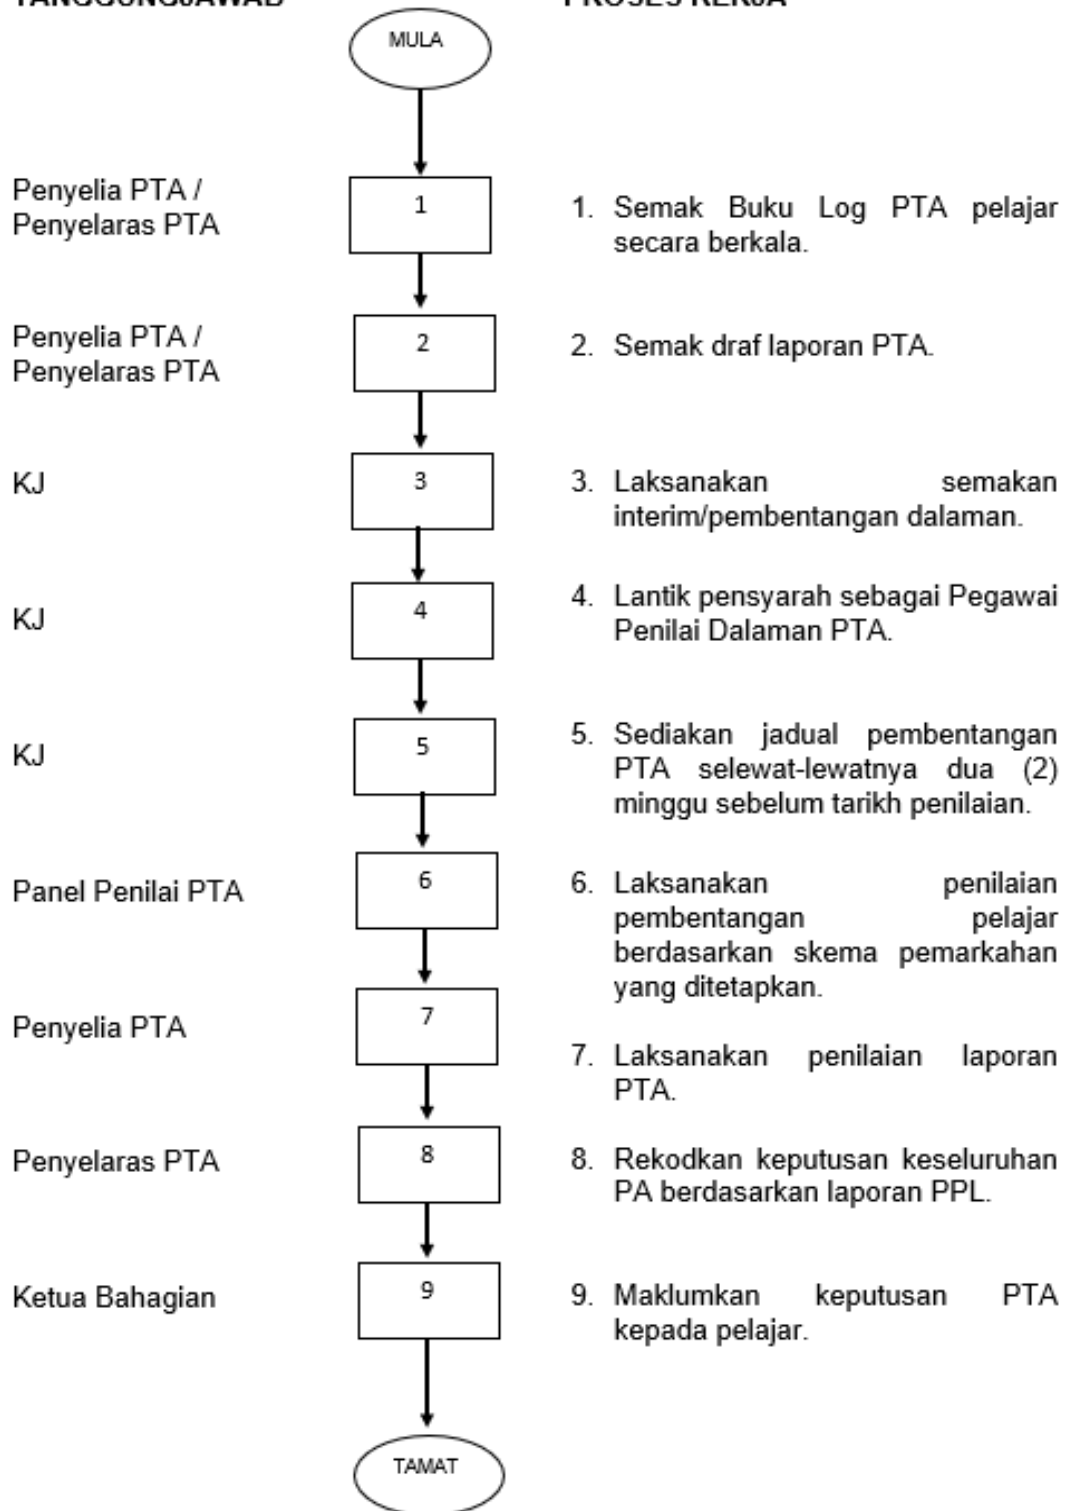 TANGGUNGJAWAB PROSES KERJA
MULA
Penyelia PTA /
Penyelaras PTA
1
1. Semak Buku Log PTA pelajar
secara berkala.
Penyelia PTA /
Penyelaras PTA
2
2. Semak draf laporan PTA.
KJ
3
3. Laksanakan semakan
interim/pembentangan dalaman.
KJ
4
4. Lantik pensyarah sebagai Pegawai
Penilai Dalaman PTA.
KJ
5
5. Sediakan jadual pembentangan
PTA selewat-lewatnya dua (2)
minggu sebelum tarikh penilaian.
Panel Penilai PTA
6
6. Laksanakan penilaian
pembentangan pelajar
berdasarkan skema pemarkahan
yang ditetapkan.
Penyelia PTA
7
7. Laksanakan penilaian laporan
PTA.
Penyelaras PTA
8
8. Rekodkan keputusan keseluruhan
PA berdasarkan laporan PPL.
Ketua Bahagian
9
9. Maklumkan keputusan PTA
kepada pelajar.
TAMAT